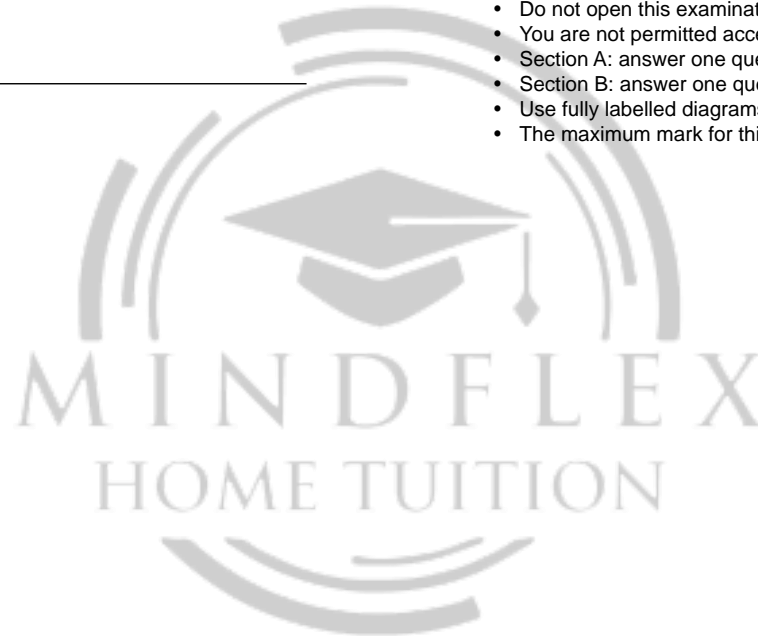 • Do not open this examinat
• You are not permitted acce
• Section A: answer one que
• Section B: answer one que
• Use fully labelled diagrams
• The maximum mark for thi
MINDFLEX
HOME TUITION